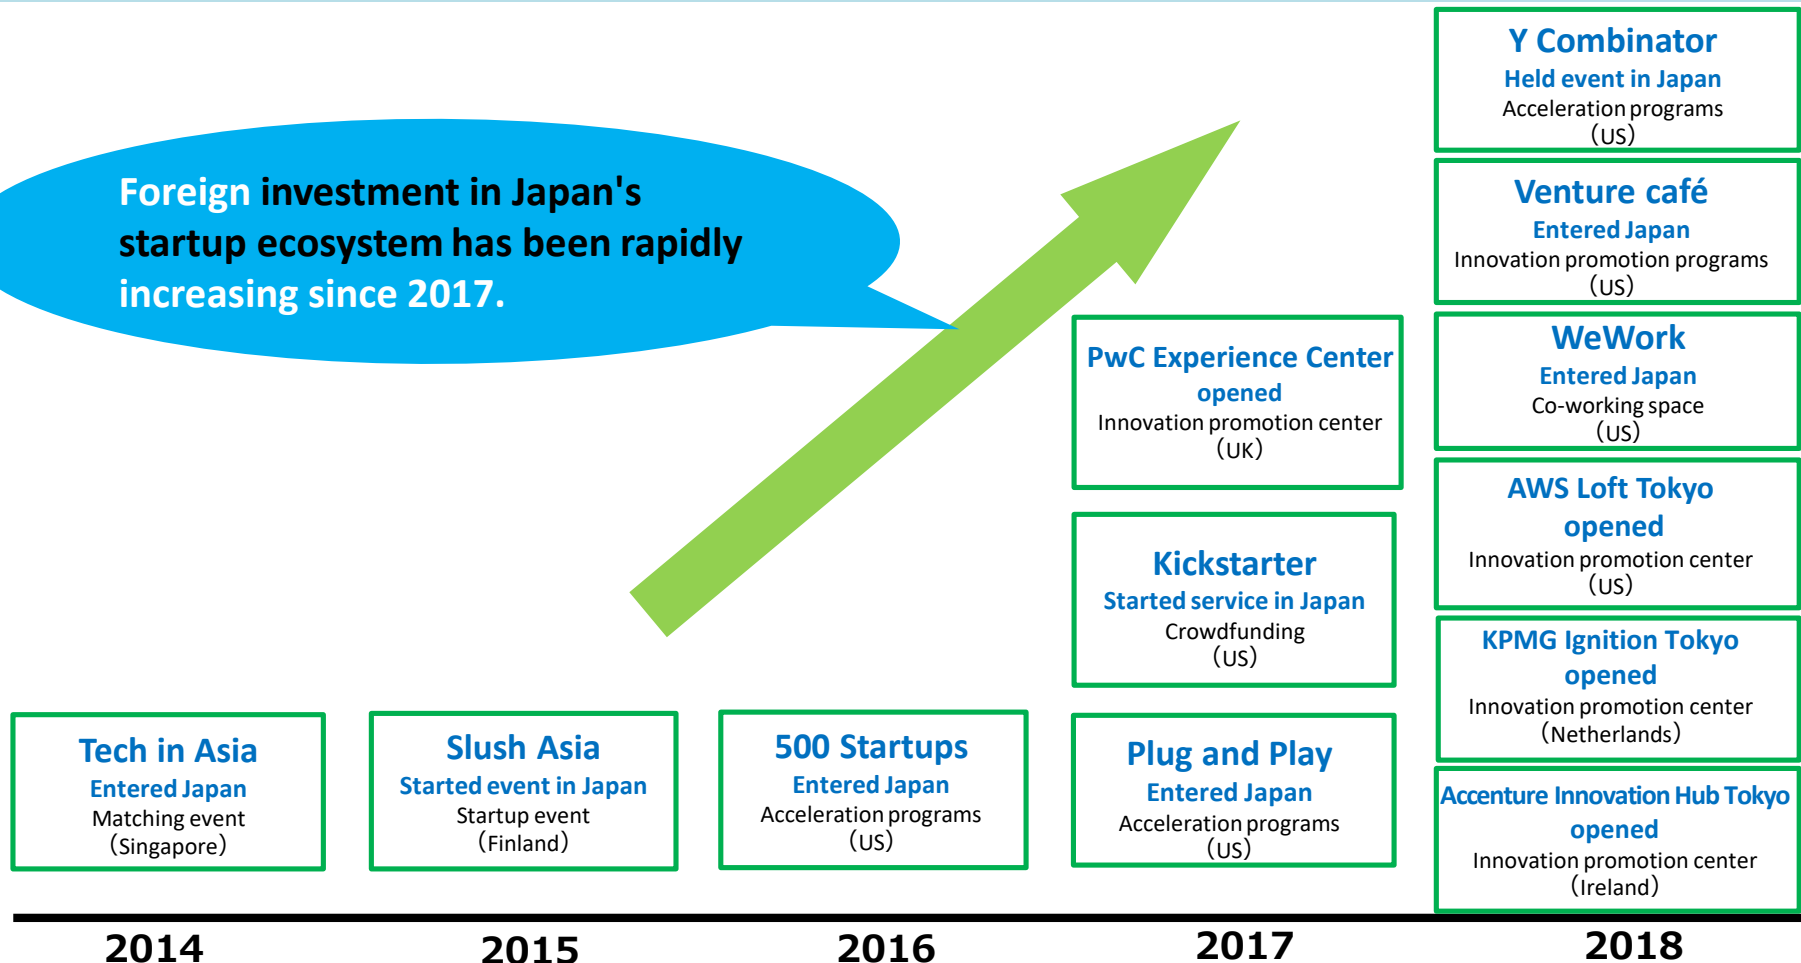 Foreign investment in Japan's
startup ecosystem has been rapidly
increasing since 2017.
Tech in Asia
Entered Japan
Matching event
(Singapore)
2014
Slush Asia
Started event in Japan
Startup event
(Finland)
2015
500 Startups
Entered Japan
Acceleration programs
(US)
2016
PwC Experience Center
opened
Innovation promotion center
(UK)
Kickstarter
Started service in Japan
Crowdfunding
(US)
Plug and Play
Entered Japan
Acceleration programs
(US)
2017
Y Combinator
Held event in Japan
Acceleration programs
(US)
Venture café
Entered Japan
Innovation promotion programs
(US)
WeWork
Entered Japan
Co-working space
(US)
AWS Loft Tokyo
opened
Innovation promotion center
(US)
KPMG Ignition Tokyo
opened
Innovation promotion center
(Netherlands)
Accenture Innovation Hub Tokyo
opened
Innovation promotion center
(Ireland)
2018